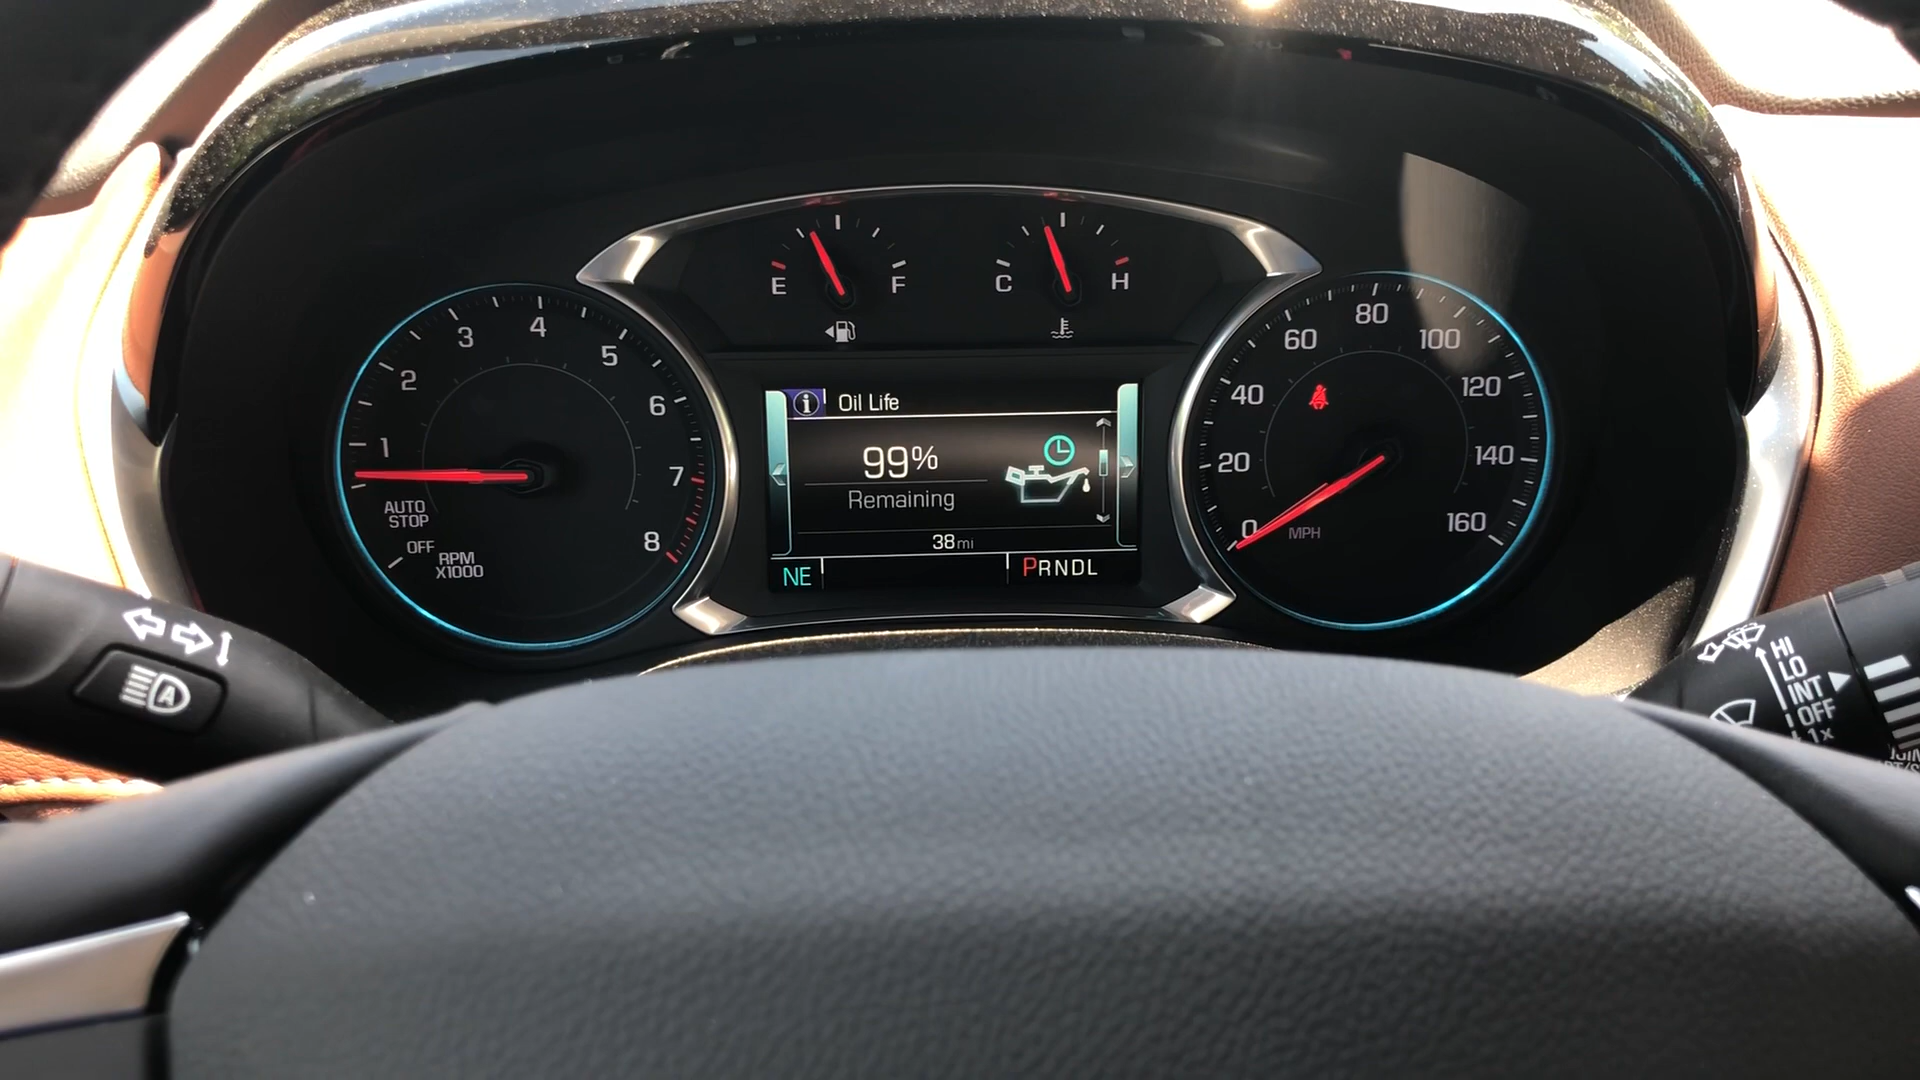 E F
C H
1 2 3 4 5 6 7 8
AUTO
STOP
OFF
RPM
X1000
i Oil Life
99%
Remaining
38mi
NE
PRNDL
0 20 40 60 80 100 120 140 160
MPH
A
HI
LO
INT
OFF
1x